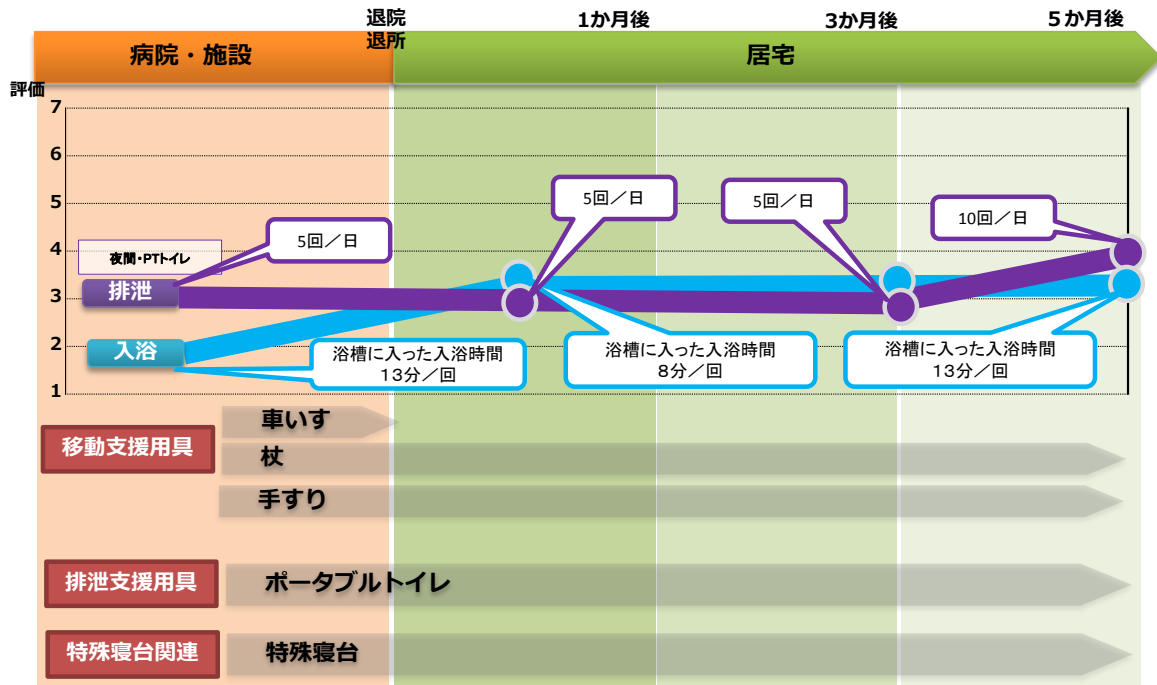 退院
退所
1か月後
3か月後
５か月後
病院・施設
居宅
評価
7
6
5
4
3
2
1
夜間・PTトイレ
排泄
入浴
5回／日
5回／日
5回／日
10回／日
浴槽に入った入浴時間
13分／回
浴槽に入った入浴時間
8分／回
浴槽に入った入浴時間
13分／回
移動支援用具
車いす
杖
手すり
排泄支援用具
ポータブルトイレ
特殊寝台関連
特殊寝台